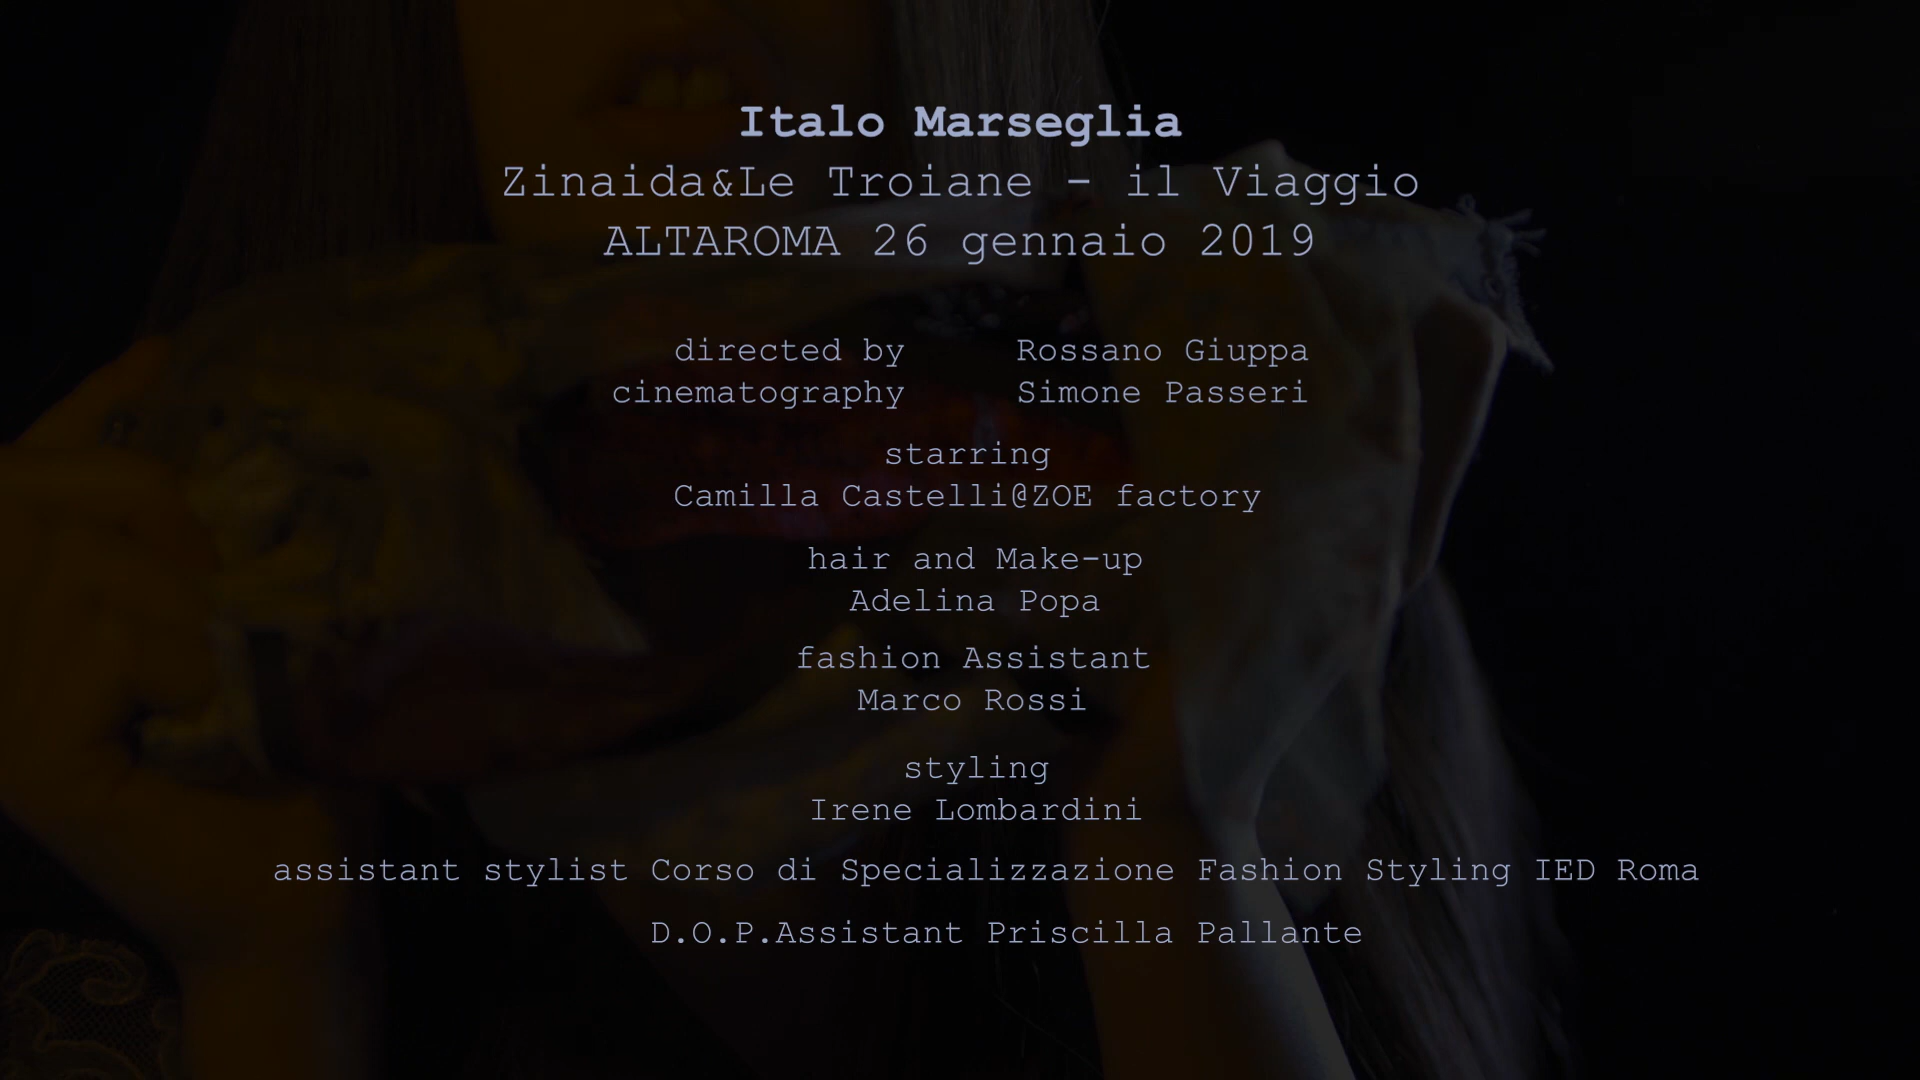 Italo Marseglia
Zinaida&Le Troiane - il Viaggio
ALTAROMA 26 gennaio 2019
directed by Rossano Giuppa
cinematography Simone Passeri
starring
Camilla Castelli@ZOE factory
hair and Make-up
Adelina Popa
fashion Assistant
Marco Rossi
styling
Irene Lombardini
assistant stylist Corso di Specializzazione Fashion Styling IED Roma
D.O.P.Assistant Priscilla Pallante